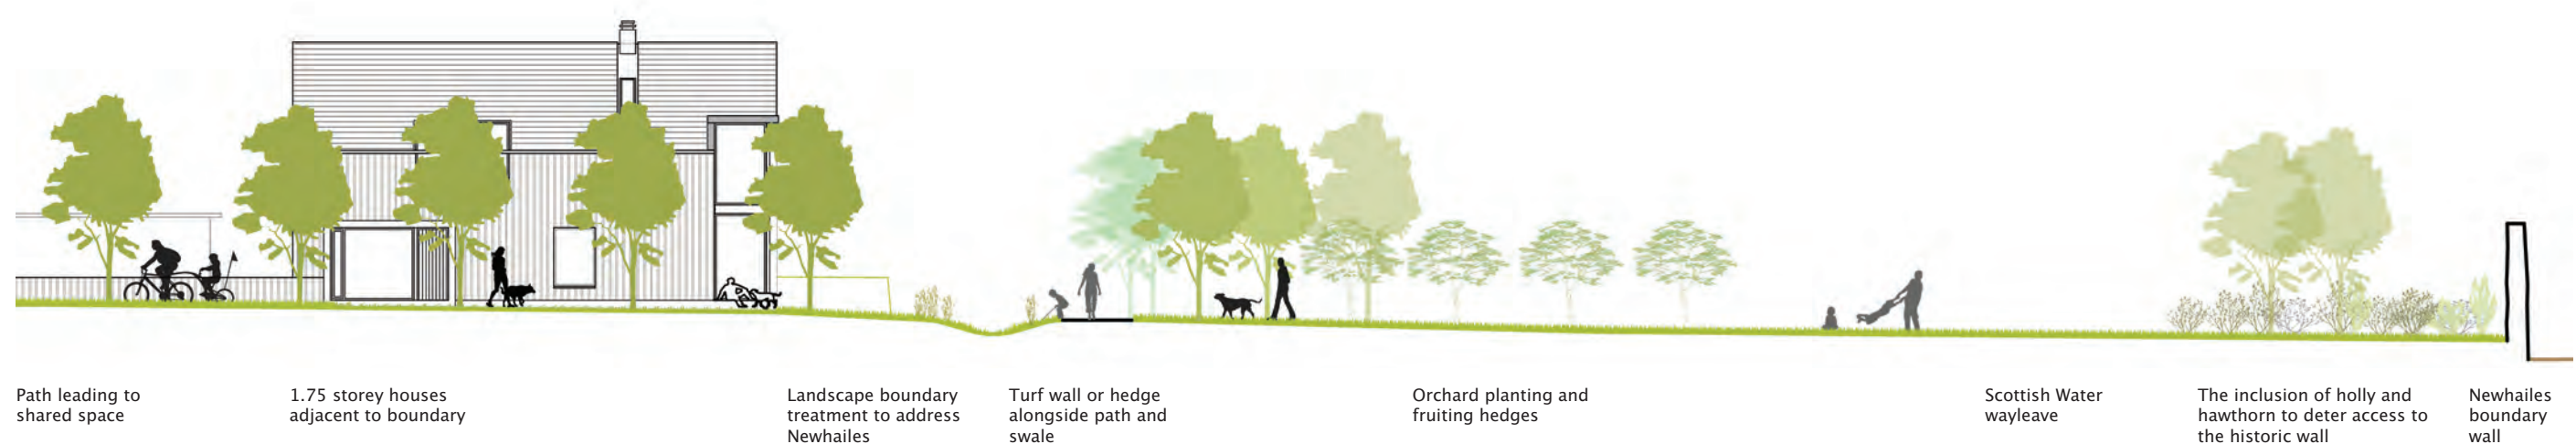 Path leading to
shared space
1.75 storey houses
adjacent to boundary
Landscape boundary
treatment to address
Newhailes
Turf wall or hedge
alongside path and
swale
Orchard planting and
fruiting hedges
Scottish Water
wayleave
The inclusion of holly and
hawthorn to deter access to
the historic wall
Newhailes
boundary
wall